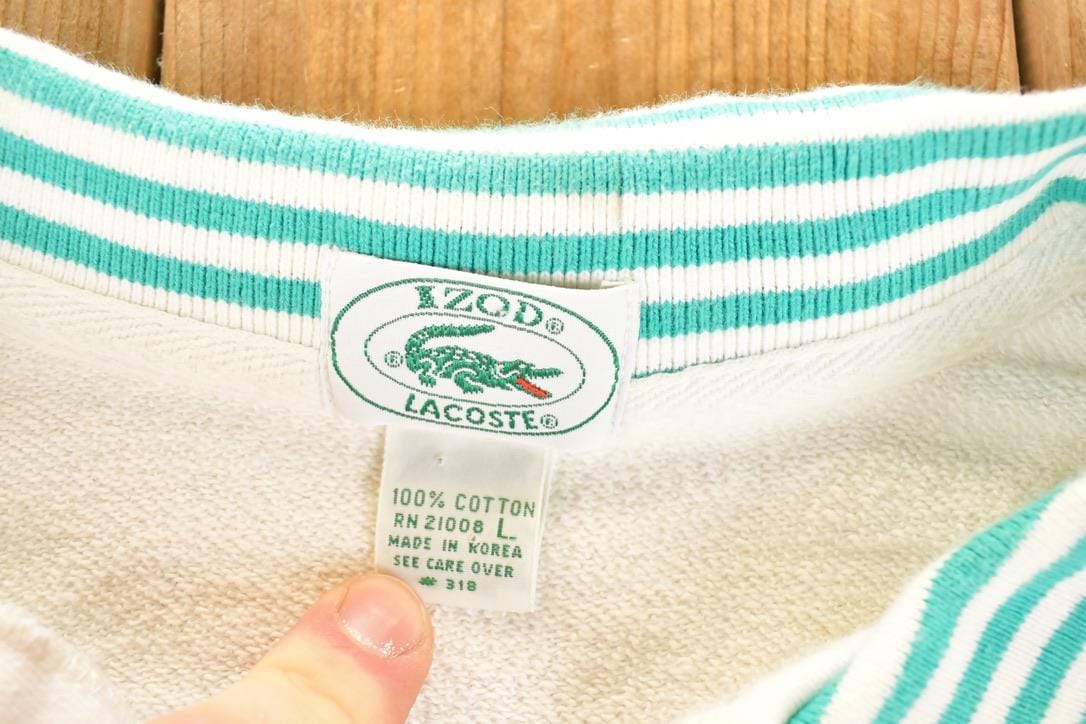 IZOD®
®
LACOSTE®
100% COTTON
RN 21008 L
MADE IN KOREA
SEE CARE OVER
# 318